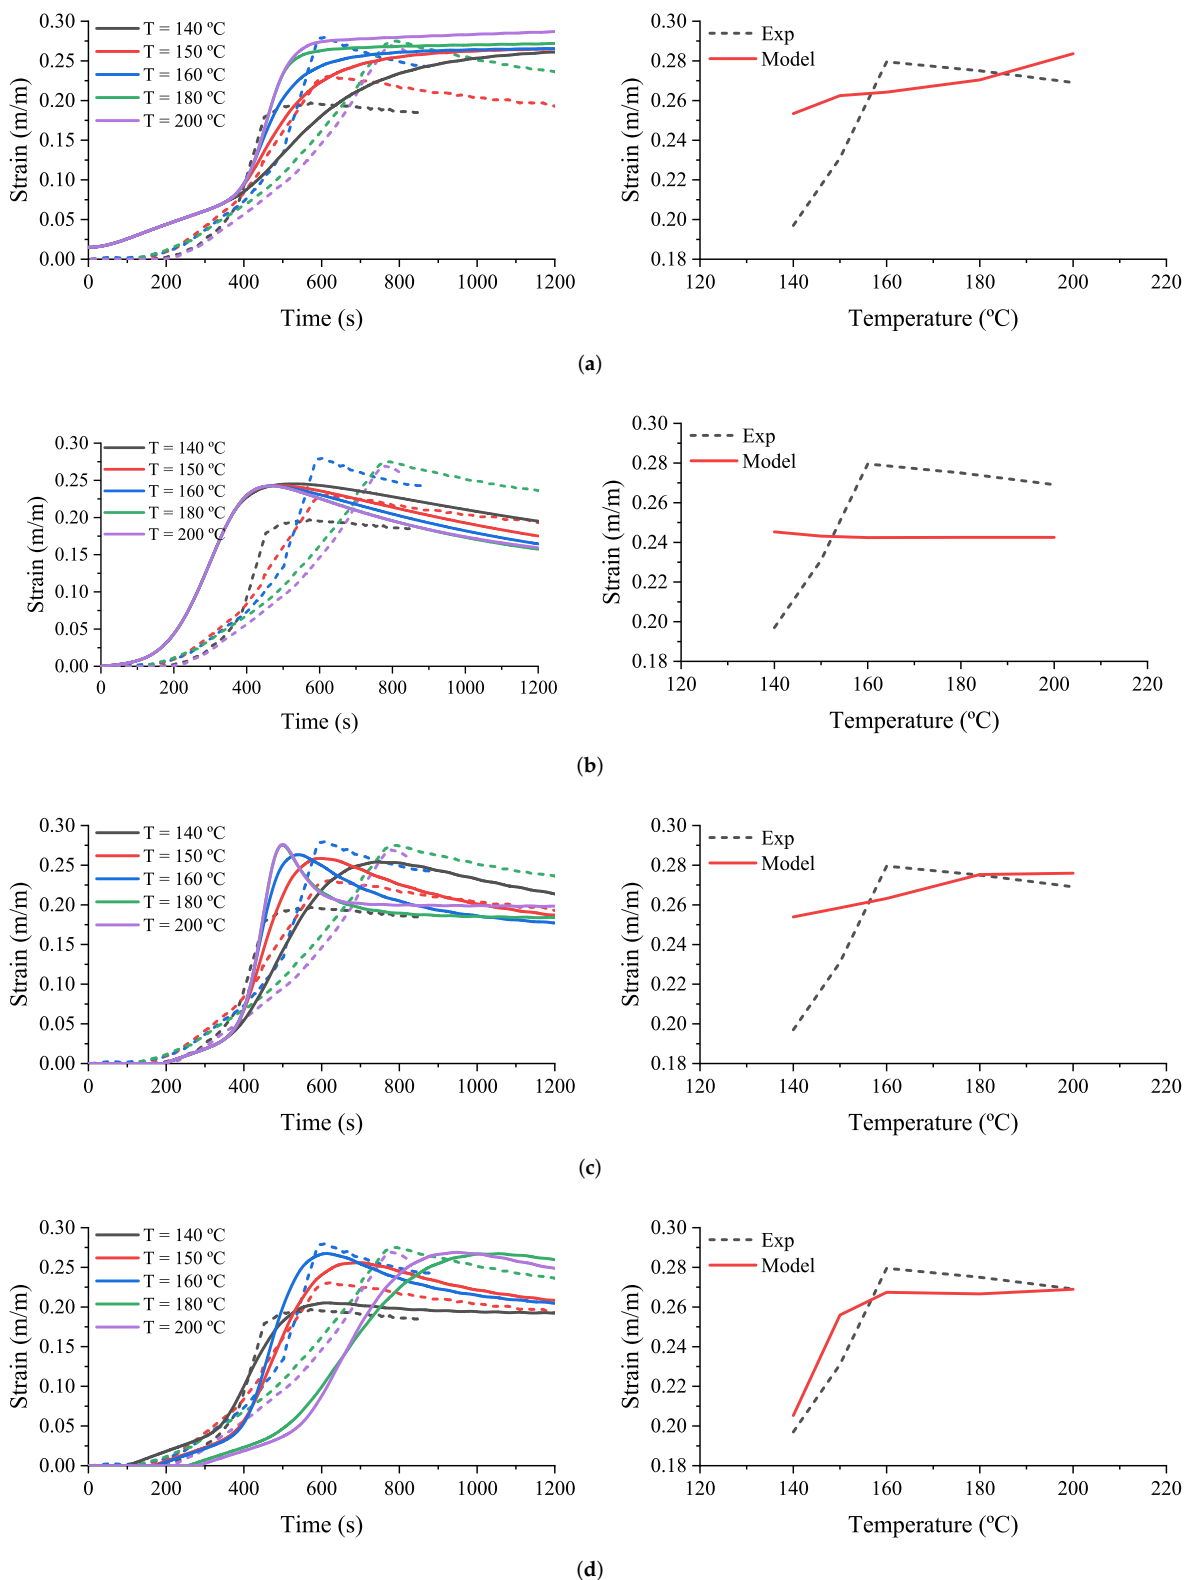 0.30
0.25
0.20
0.15
0.10
0.05
0.00
Strain (m/m)
T = 140 ºC
T = 150 ºC
T = 160 ºC
T = 180 ºC
T = 200 ºC
0 200 400 600 800 1000 1200
Time (s)
0.30
0.28
0.26
0.24
0.22
0.20
0.18
Strain (m/m)
Exp
Model
120 140 160 180 200 220
Temperature (ºC)
(a)
0.30
0.25
0.20
0.15
0.10
0.05
0.00
Strain (m/m)
T = 140 ºC
T = 150 ºC
T = 160 ºC
T = 180 ºC
T = 200 ºC
0 200 400 600 800 1000 1200
Time (s)
0.30
0.28
0.26
0.24
0.22
0.20
0.18
Strain (m/m)
Exp
Model
120 140 160 180 200 220
Temperature (ºC)
(b)
0.30
0.25
0.20
0.15
0.10
0.05
0.00
Strain (m/m)
T = 140 ºC
T = 150 ºC
T = 160 ºC
T = 180 ºC
T = 200 ºC
0 200 400 600 800 1000 1200
Time (s)
0.30
0.28
0.26
0.24
0.22
0.20
0.18
Strain (m/m)
Exp
Model
120 140 160 180 200 220
Temperature (ºC)
(c)
0.30
0.25
0.20
0.15
0.10
0.05
0.00
Strain (m/m)
T = 140 ºC
T = 150 ºC
T = 160 ºC
T = 180 ºC
T = 200 ºC
0 200 400 600 800 1000 1200
Time (s)
0.30
0.28
0.26
0.24
0.22
0.20
0.18
Strain (m/m)
Exp
Model
120 140 160 180 200 220
Temperature (ºC)
(d)